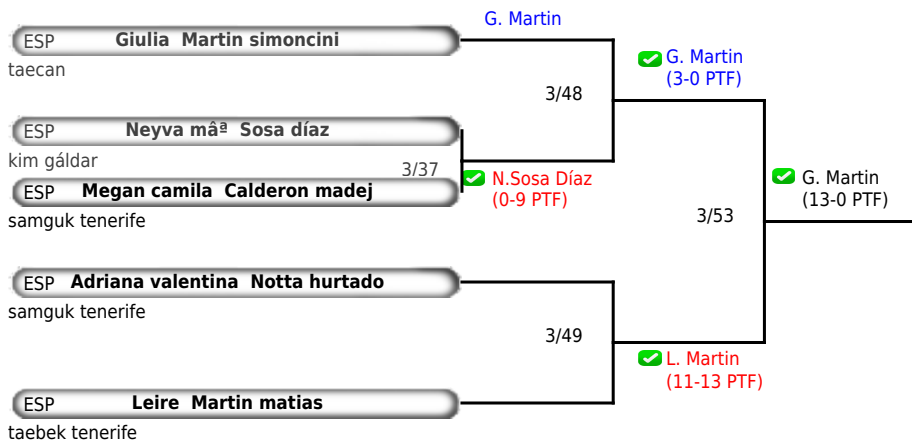 G. Martin
ESP Giulia Martin simoncini
taecan
G. Martin
(3-0 PTF)
3/48
ESP Neyva mâª Sosa díaz
kim gáldar
3/37
N.Sosa Díaz
(0-9 PTF)
ESP Megan camila Calderon madej
samguk tenerife
G. Martin
(13-0 PTF)
3/53
ESP Adriana valentina Notta hurtado
samguk tenerife
3/49
L. Martin
(11-13 PTF)
ESP Leire Martin matias
taebek tenerife